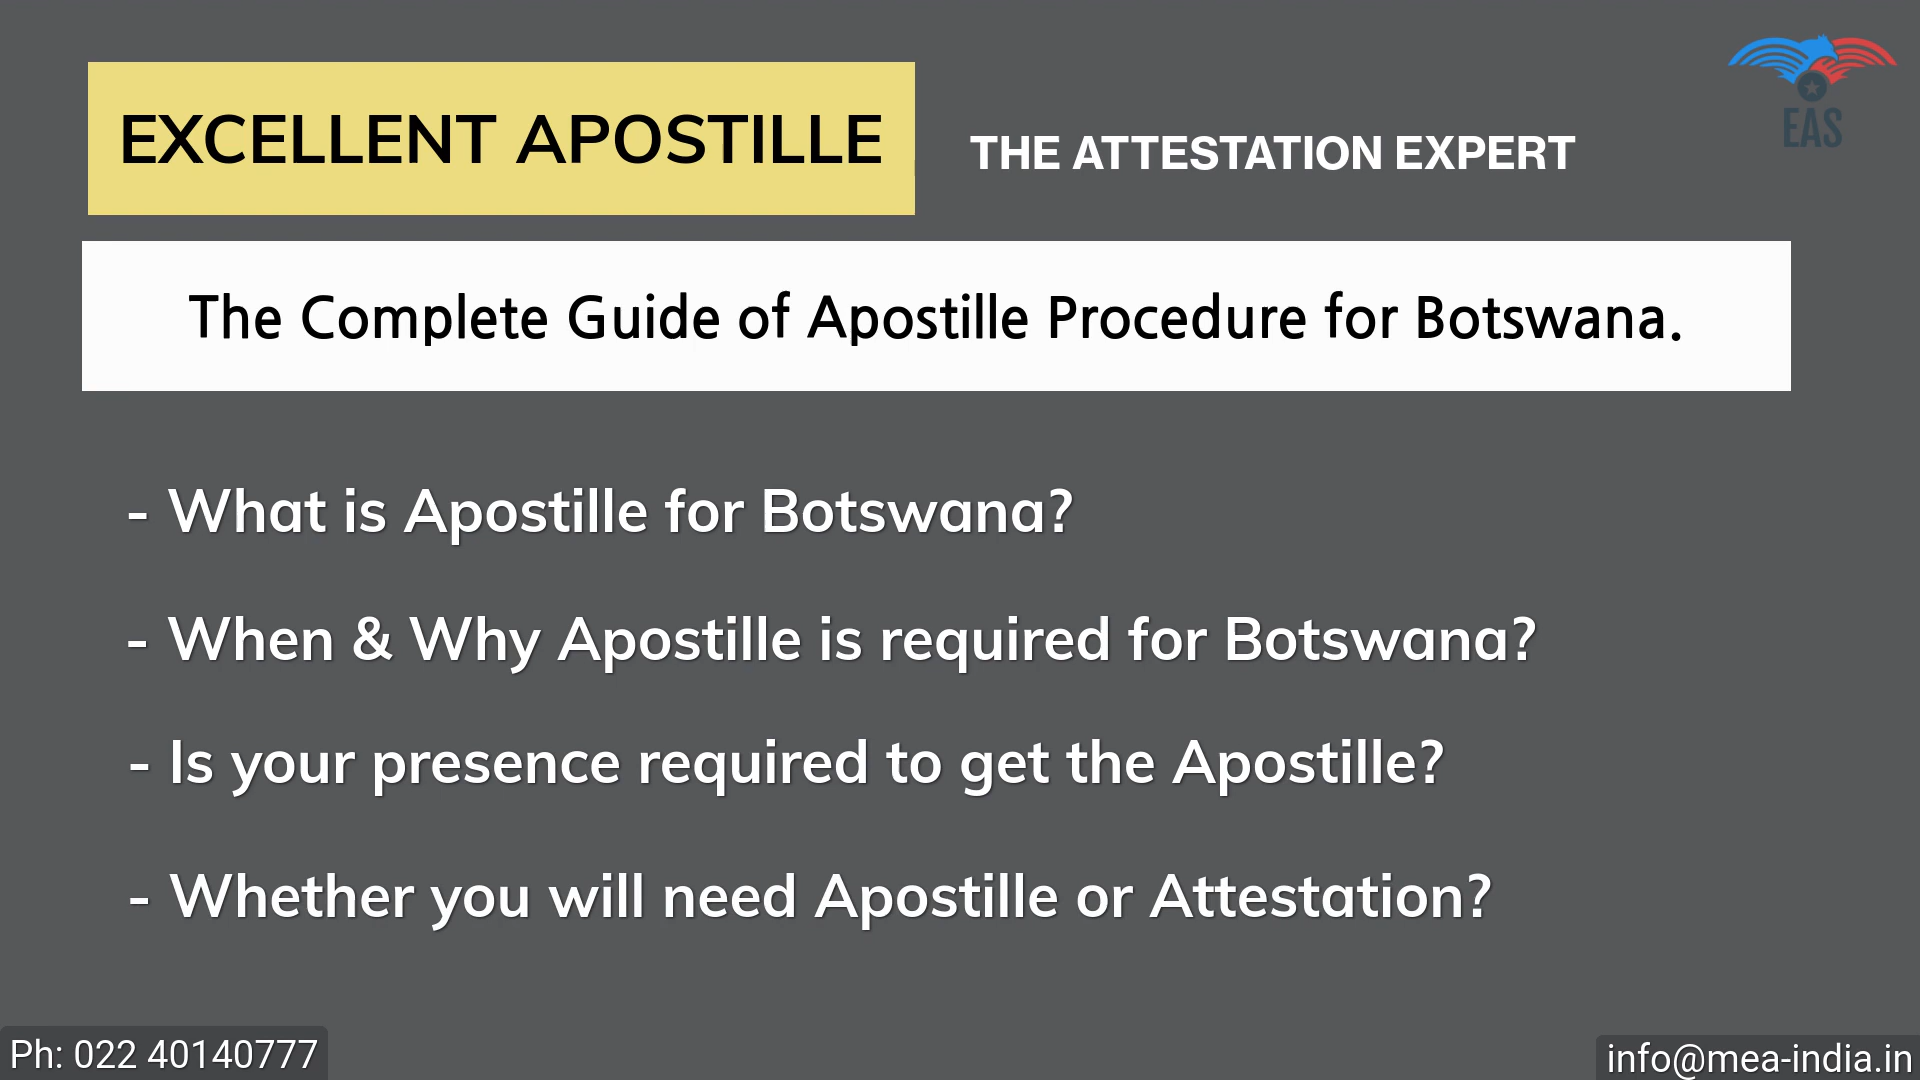 EXCELLENT APOSTILLE
THE ATTESTATION EXPERT
EAS
The Complete Guide of Apostille Procedure for Botswana.
- What is Apostille for Botswana?
- When & Why Apostille is required for Botswana?
- Is your presence required to get the Apostille?
- Whether you will need Apostille or Attestation?
Ph: 022 40140777
info@mea-india.in